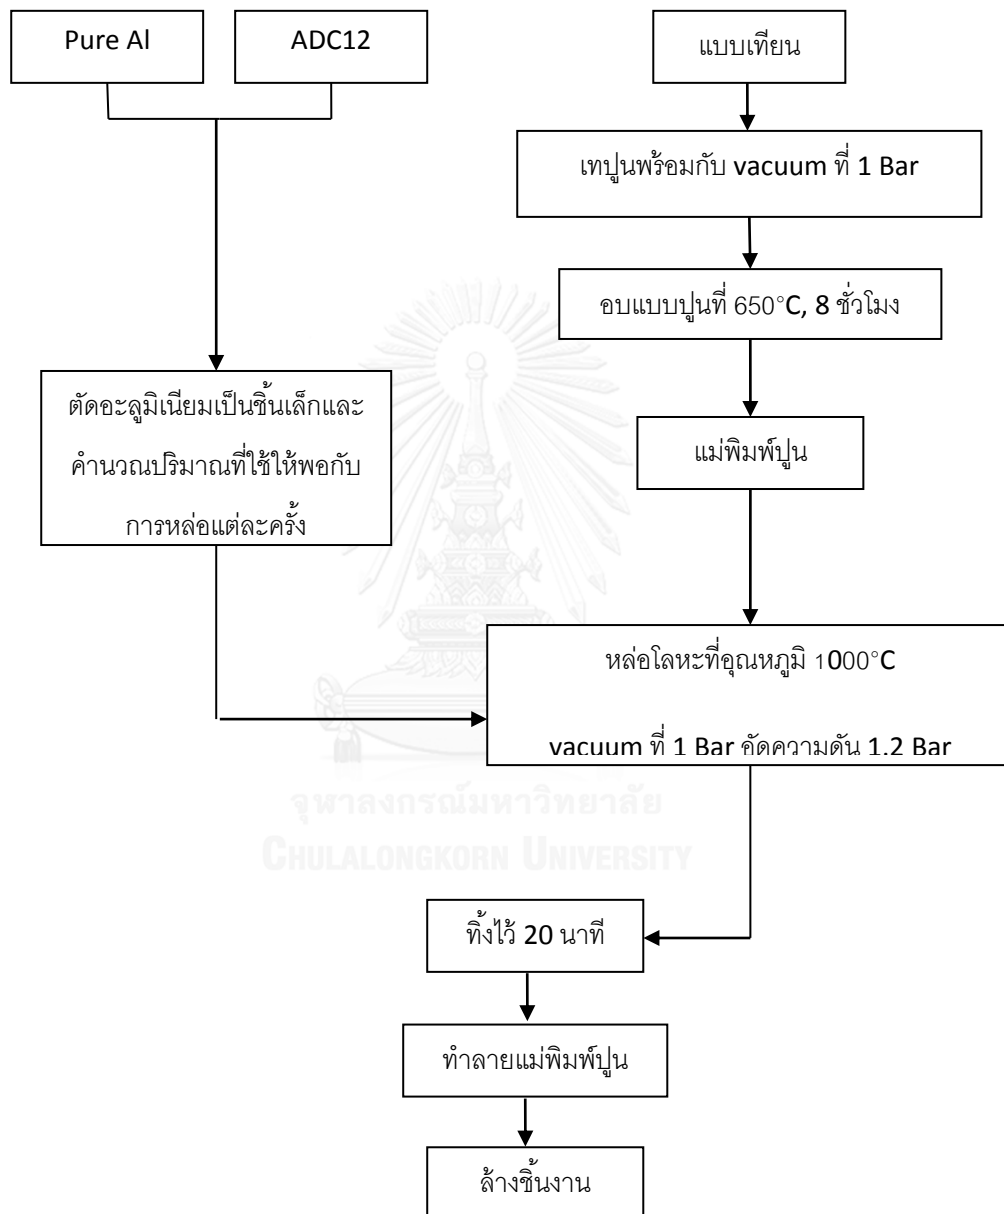 Pure Al
ADC12
แบบเทียน
เทปูนพร้อมกับ vacuum ที่ 1 Bar
อบแบบปูนที่ 650°C, 8 ชั่วโมง
ตัดอะลูมิเนียมเป็นชิ้นเล็กและ
คำนวณปริมาณที่ใช้ให้พอกับ
การหล่อแต่ละครั้ง
แม่พิมพ์ปูน
หล่อโลหะที่อุณหภูมิ 1000°C
vacuum ที่ 1 Bar อัดความดัน 1.2 Bar
จุฬาลงกรณ์มหาวิทยาลัย
CHULALONGKORN UNIVERSITY
ทิ้งไว้ 20 นาที
ทำลายแม่พิมพ์ปูน
ล้างชิ้นงาน